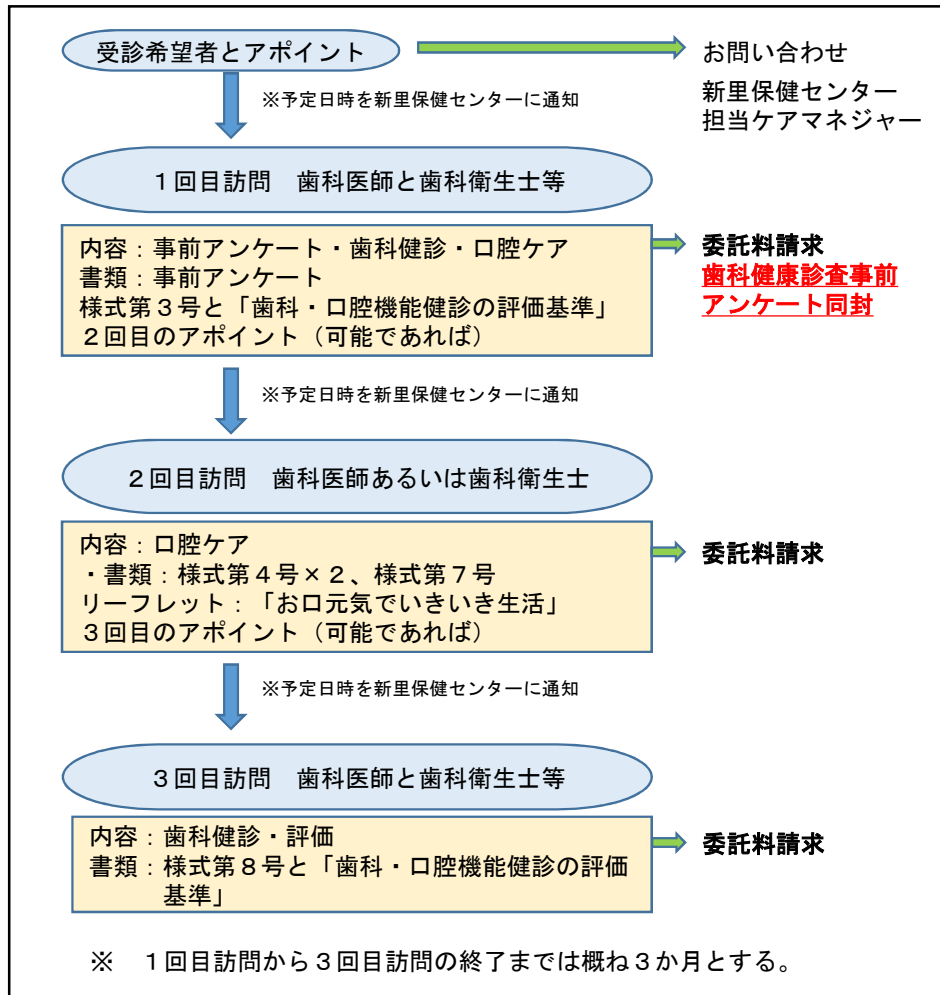 受診希望者とアポイント
お問い合わせ
新里保健センター
担当ケアマネジャー
※予定日時を新里保健センターに通知
１回目訪問　歯科医師と歯科衛生士等
内容：事前アンケート・歯科健診・口腔ケア
書類：事前アンケート
様式第３号と「歯科・口腔機能健診の評価基準」
２回目のアポイント（可能であれば）
委託料請求
歯科健康診査事前
アンケート同封
※予定日時を新里保健センターに通知
２回目訪問　歯科医師あるいは歯科衛生士
内容：口腔ケア
・書類：様式第４号×２、様式第７号
リーフレット：「お口元気でいきいき生活」
３回目のアポイント（可能であれば）
委託料請求
※予定日時を新里保健センターに通知
３回目訪問　歯科医師と歯科衛生士等
内容：歯科健診・評価
書類：様式第８号と「歯科・口腔機能健診の評価
基準」
委託料請求
※　１回目訪問から３回目訪問の終了までは概ね３か月とする。